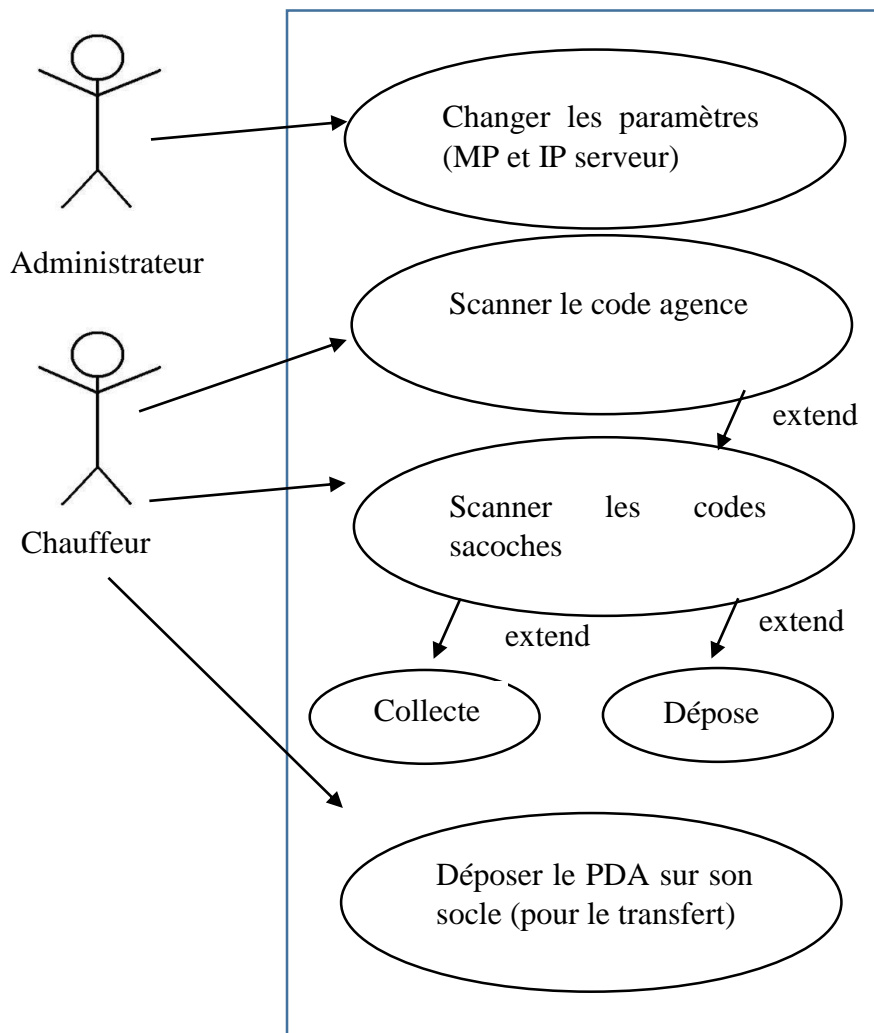 Changer les paramètres
(MP et IP serveur)
Administrateur
Scanner le code agence
extend
Scanner les codes
sacoches
Chauffeur
extend
extend
Collecte
Dépose
Déposer le PDA sur son
socle (pour le transfert)